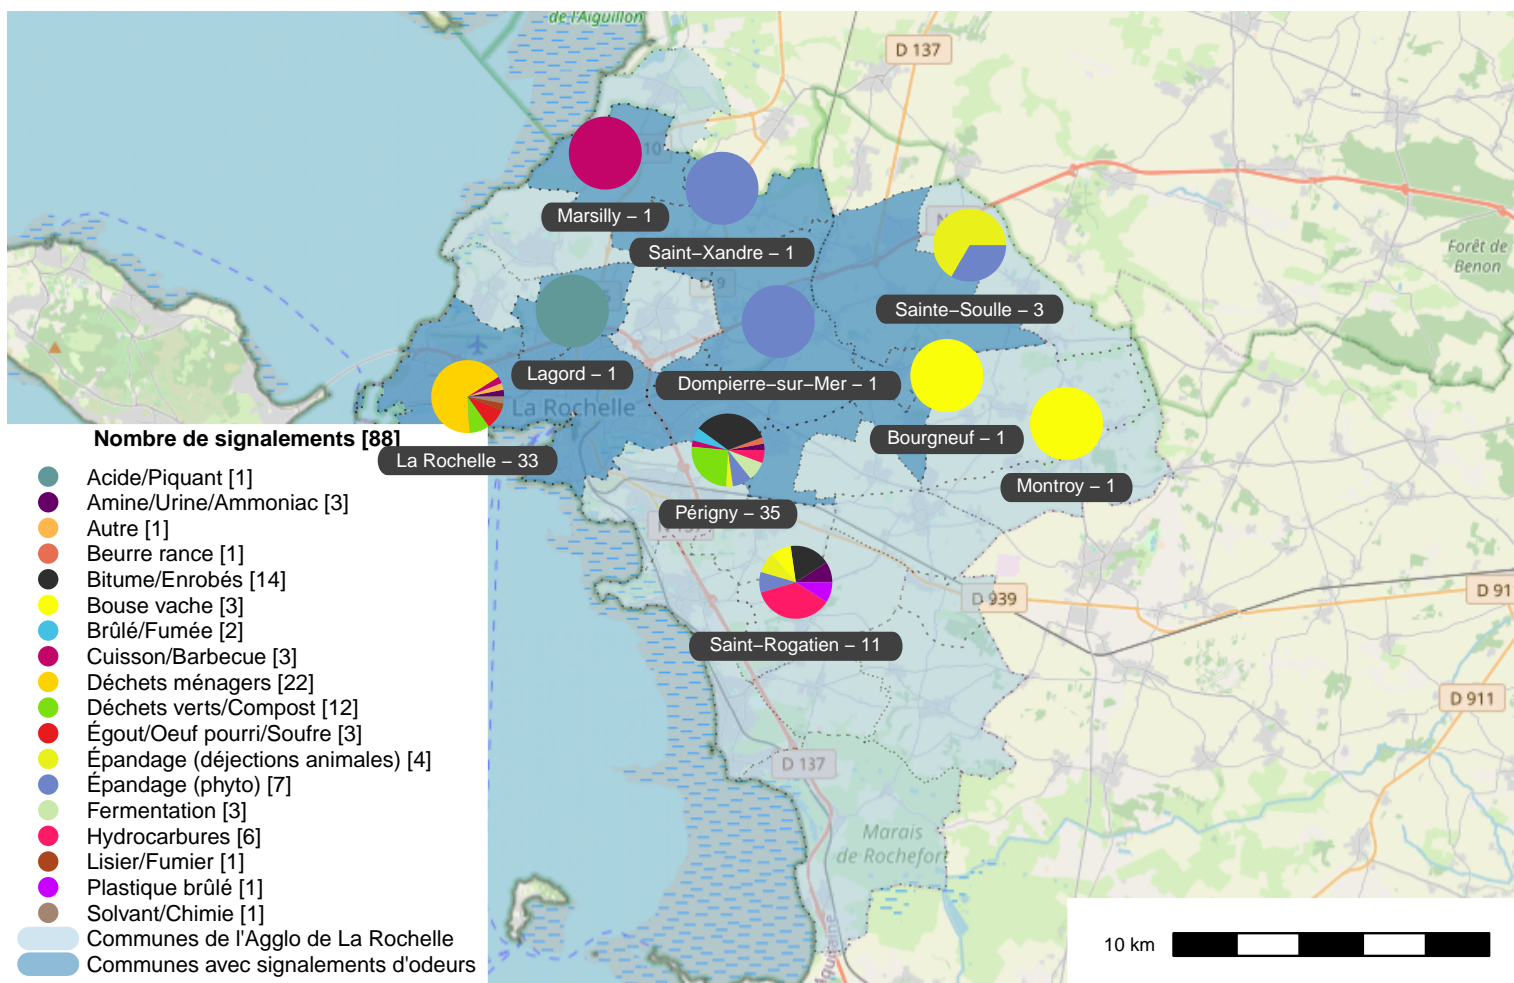 de l'Aiguillon
D 137
10
Marsilly – 1
Saint–Xandre – 1
N
Forêt de
Benon
D 9
Sainte–Soulle – 3
Lagord – 1
Dompierre–sur–Mer – 1
La Rochelle
Bourgneuf – 1
La Rochelle – 33
Montroy – 1
Périgny – 35
N 137
D 939
D 91
Saint–Rogatien – 11
D 911
D 137
Marais
de Rochefort
Aquitaine
Nombre de signalements [88]
Acide/Piquant [1]
Amine/Urine/Ammoniac [3]
Autre [1]
Beurre rance [1]
Bitume/Enrobés [14]
Bouse vache [3]
Brûlé/Fumée [2]
Cuisson/Barbecue [3]
Déchets ménagers [22]
Déchets verts/Compost [12]
Égout/Oeuf pourri/Soufre [3]
Épandage (déjections animales) [4]
Épandage (phyto) [7]
Fermentation [3]
Hydrocarbures [6]
Lisier/Fumier [1]
Plastique brûlé [1]
Solvant/Chimie [1]
Communes de l'Agglo de La Rochelle
Communes avec signalements d'odeurs
10 km